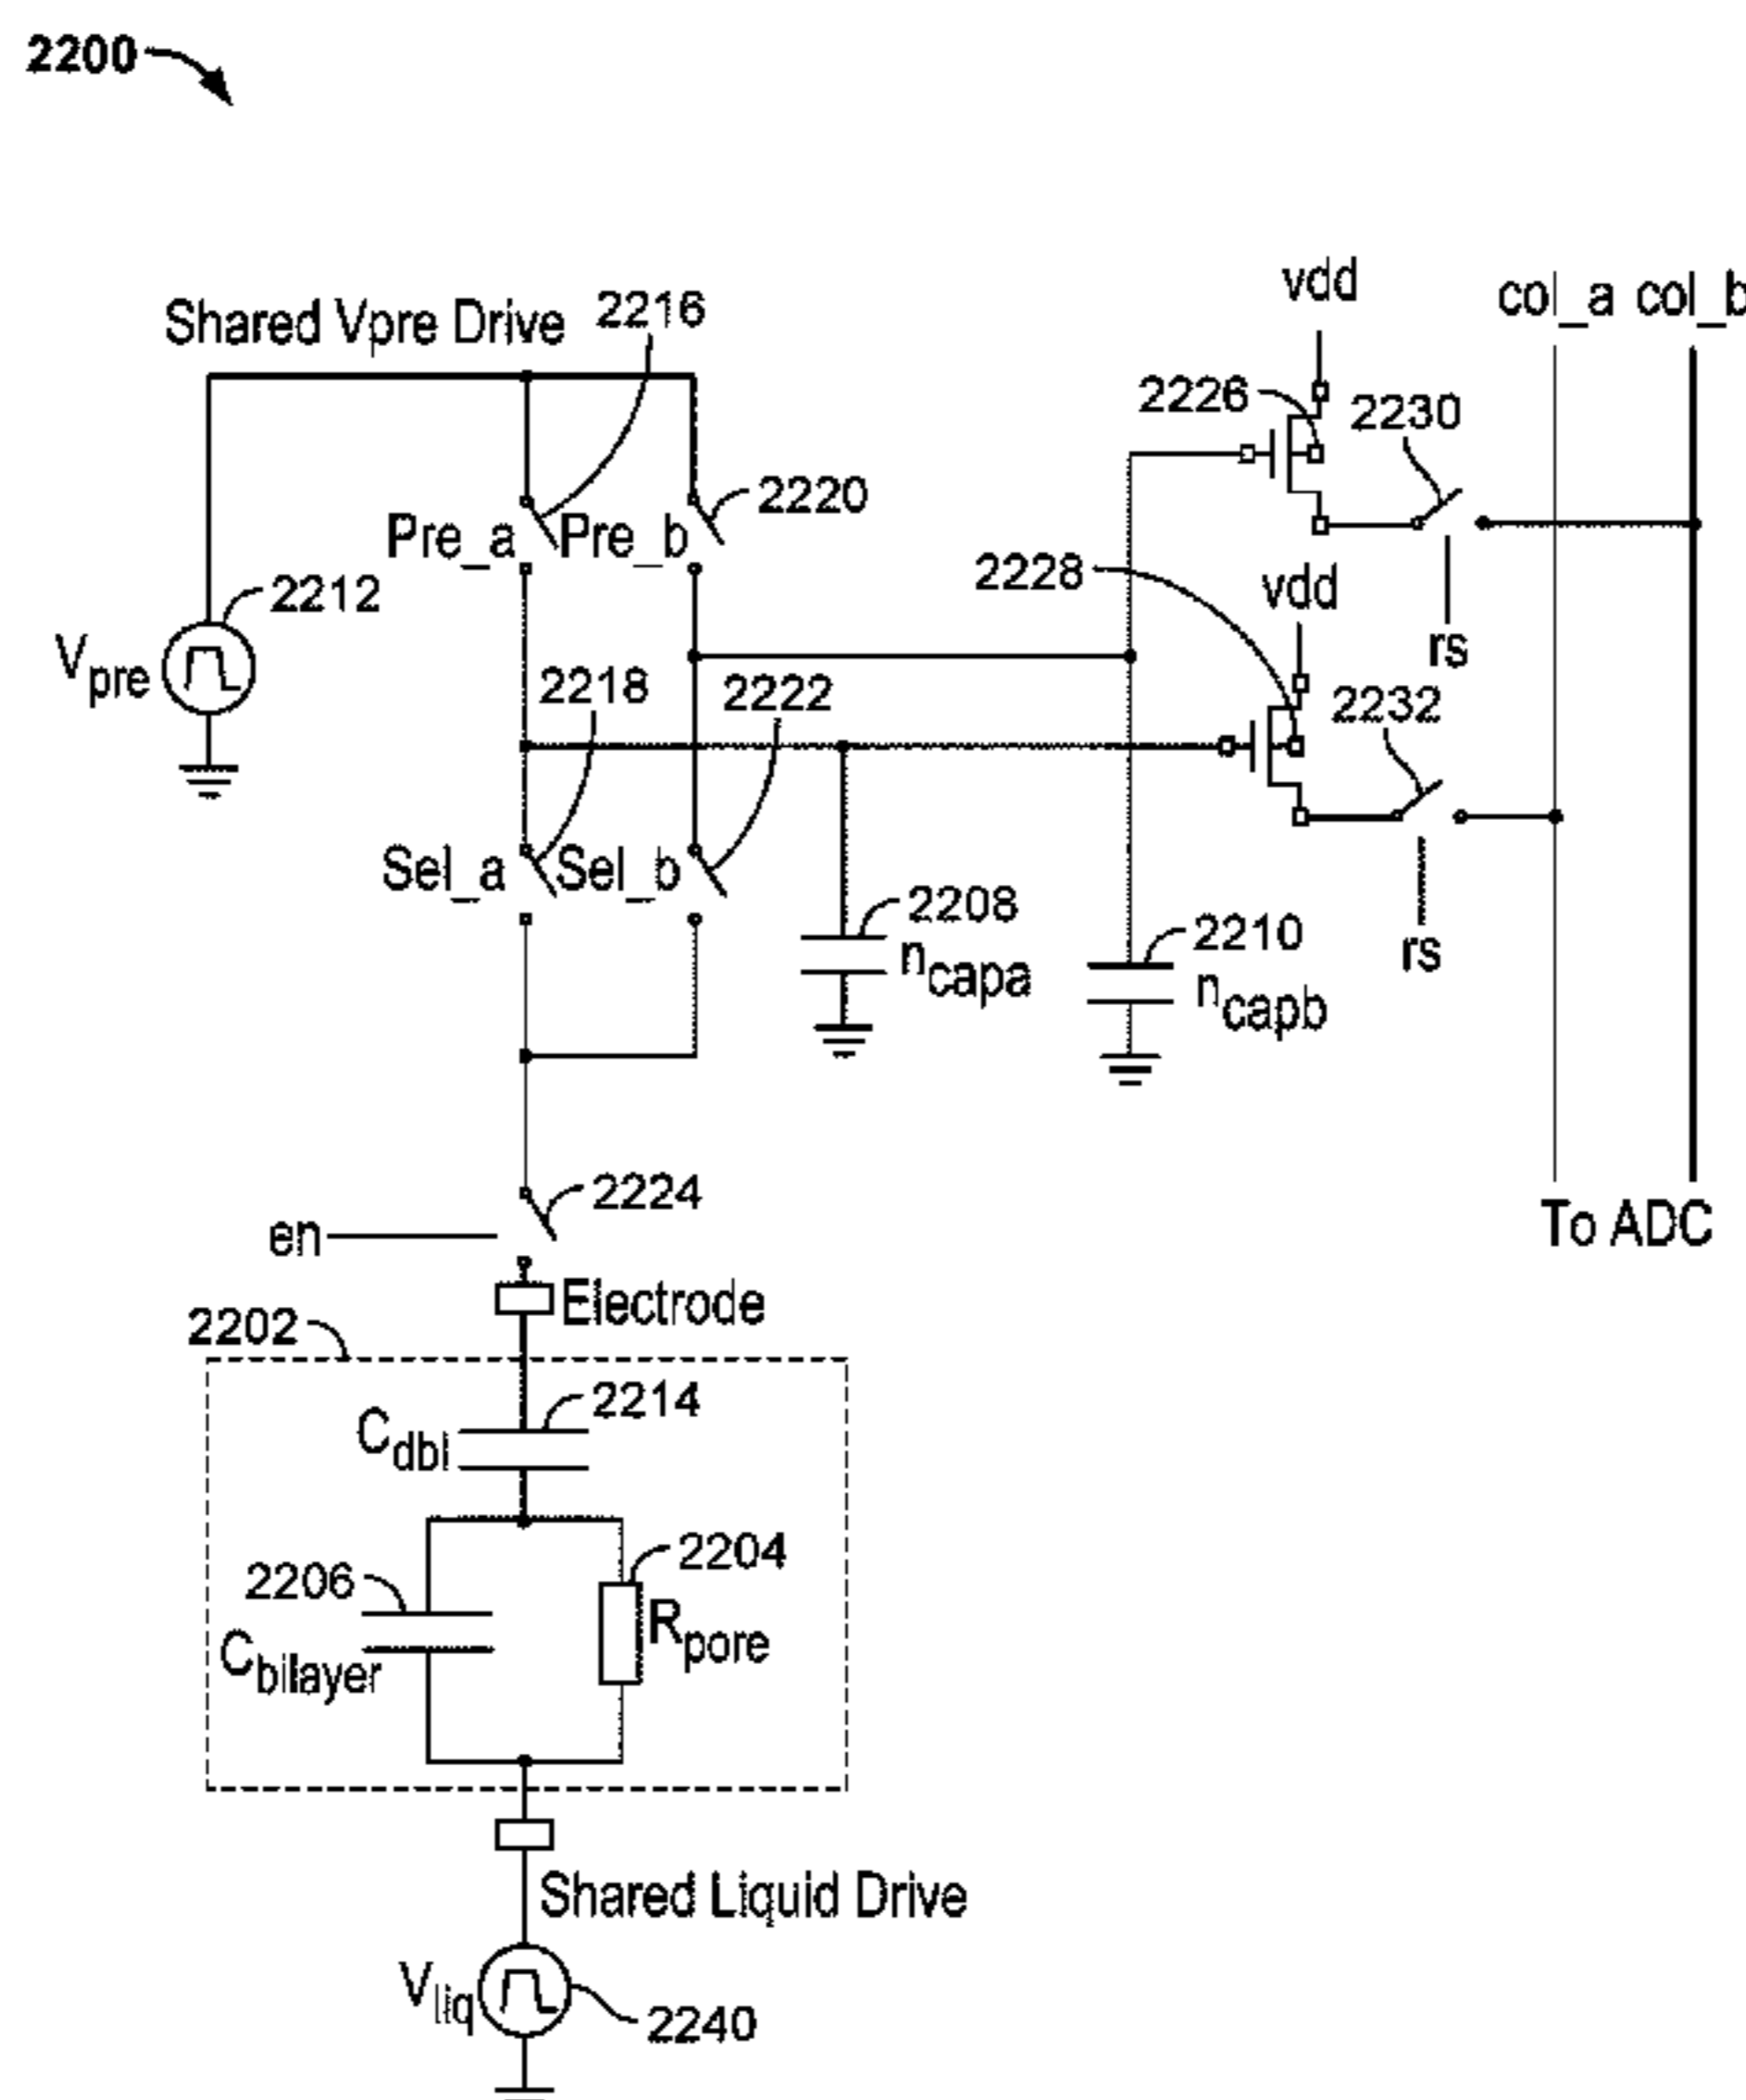 2200
vdd
col_a col_b
Shared Vpre Drive
2216
2226
2230
2220
Pre_a
Pre_b
2228
vdd
2212
Vpre
rs
2218
2222
2232
Sel_a
Sel_b
2208
ncapa
2210
ncapb
rs
2224
en
To ADC
Electrode
2202
2214
Cdbl
2204
2206
Rpore
Cbilayer
Shared Liquid Drive
Vliq
2240